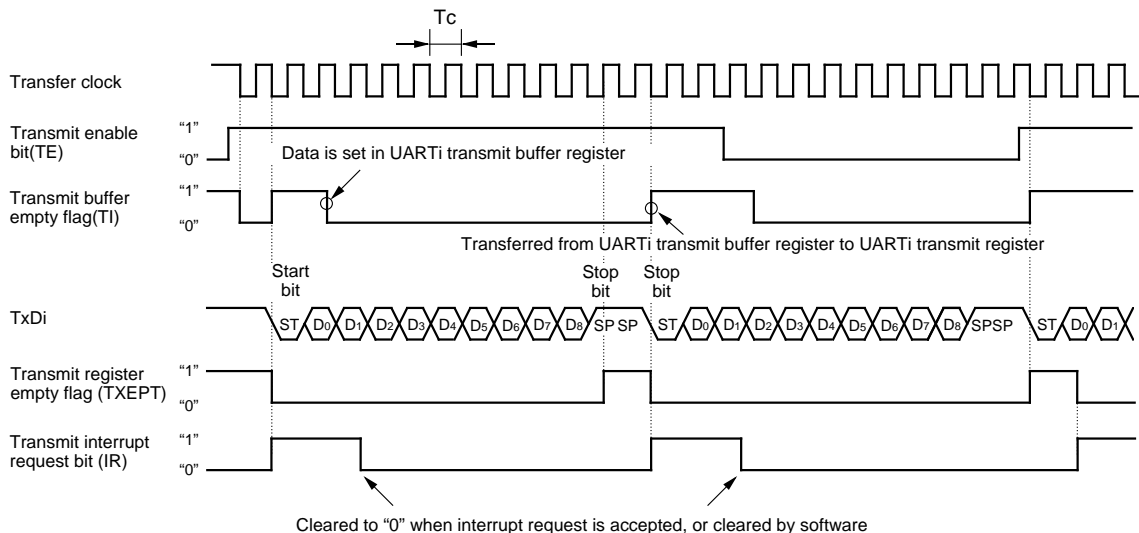 Tc
Transfer clock
Transmit enable
bit(TE)
“1”
“0”
Data is set in UARTi transmit buffer register
Transmit buffer
empty flag(TI)
“1”
“0”
Transferred from UARTi transmit buffer register to UARTi transmit register
Start
bit
Stop
bit
Stop
bit
TxDi
ST D0 D1 D2 D3 D4 D5 D6 D7 D8 SP SP ST D0 D1 D2 D3 D4 D5 D6 D7 D8 SPSP ST D0 D1
Transmit register
empty flag (TXEPT)
“1”
“0”
Transmit interrupt
request bit (IR)
“1”
“0”
Cleared to “0” when interrupt request is accepted, or cleared by software